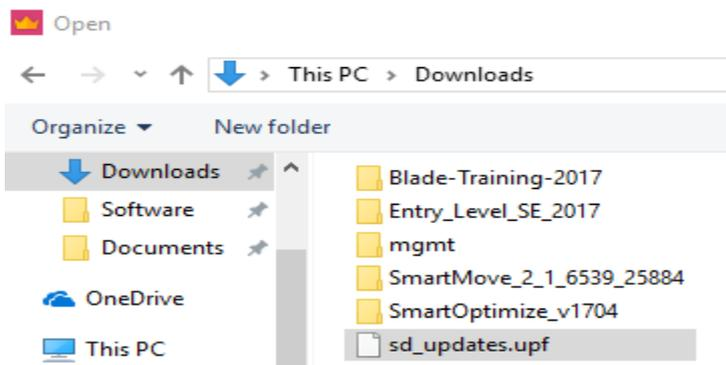 Open
This PC > Downloads
Organize New folder
Downloads
Software
Documents
OneDrive
This PC
Blade-Training-2017
Entry_Level_SE_2017
mgmt
SmartMove_2_1_6539_25884
SmartOptimize_v1704
sd_updates.upf